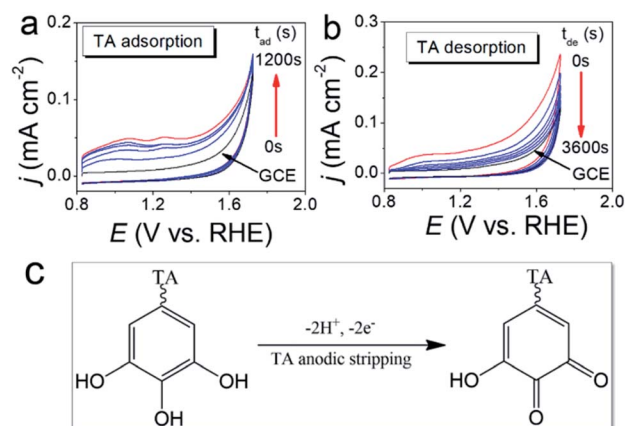 a
TA adsorption
t_ad (s)
1200s
0s
GCE
j (mA cm⁻²)
0.2
0.1
0.0
0.8 1.2 1.6 2.0
E (V vs. RHE)
b
TA desorption
t_de (s)
0s
3600s
GCE
j (mA cm⁻²)
0.3
0.2
0.1
0.0
0.8 1.2 1.6 2.0
E (V vs. RHE)
c
TA
HO
OH
OH
-2H⁺, -2e⁻
TA anodic stripping
TA
HO
O
O